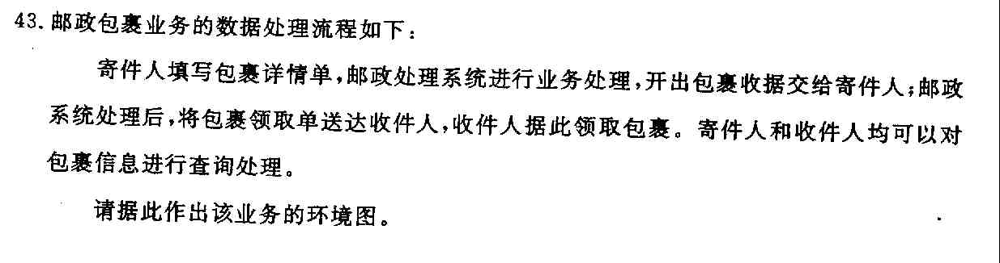 43.邮政包裹业务的数据处理流程如下：
寄件人填写包裹详情单，邮政处理系统进行业务处理，开出包裹收据交给寄件人；邮政
系统处理后，将包裹领取单送达收件人，收件人据此领取包裹。寄件人和收件人均可以对
包裹信息进行查询处理。
请据此作出该业务的环境图。